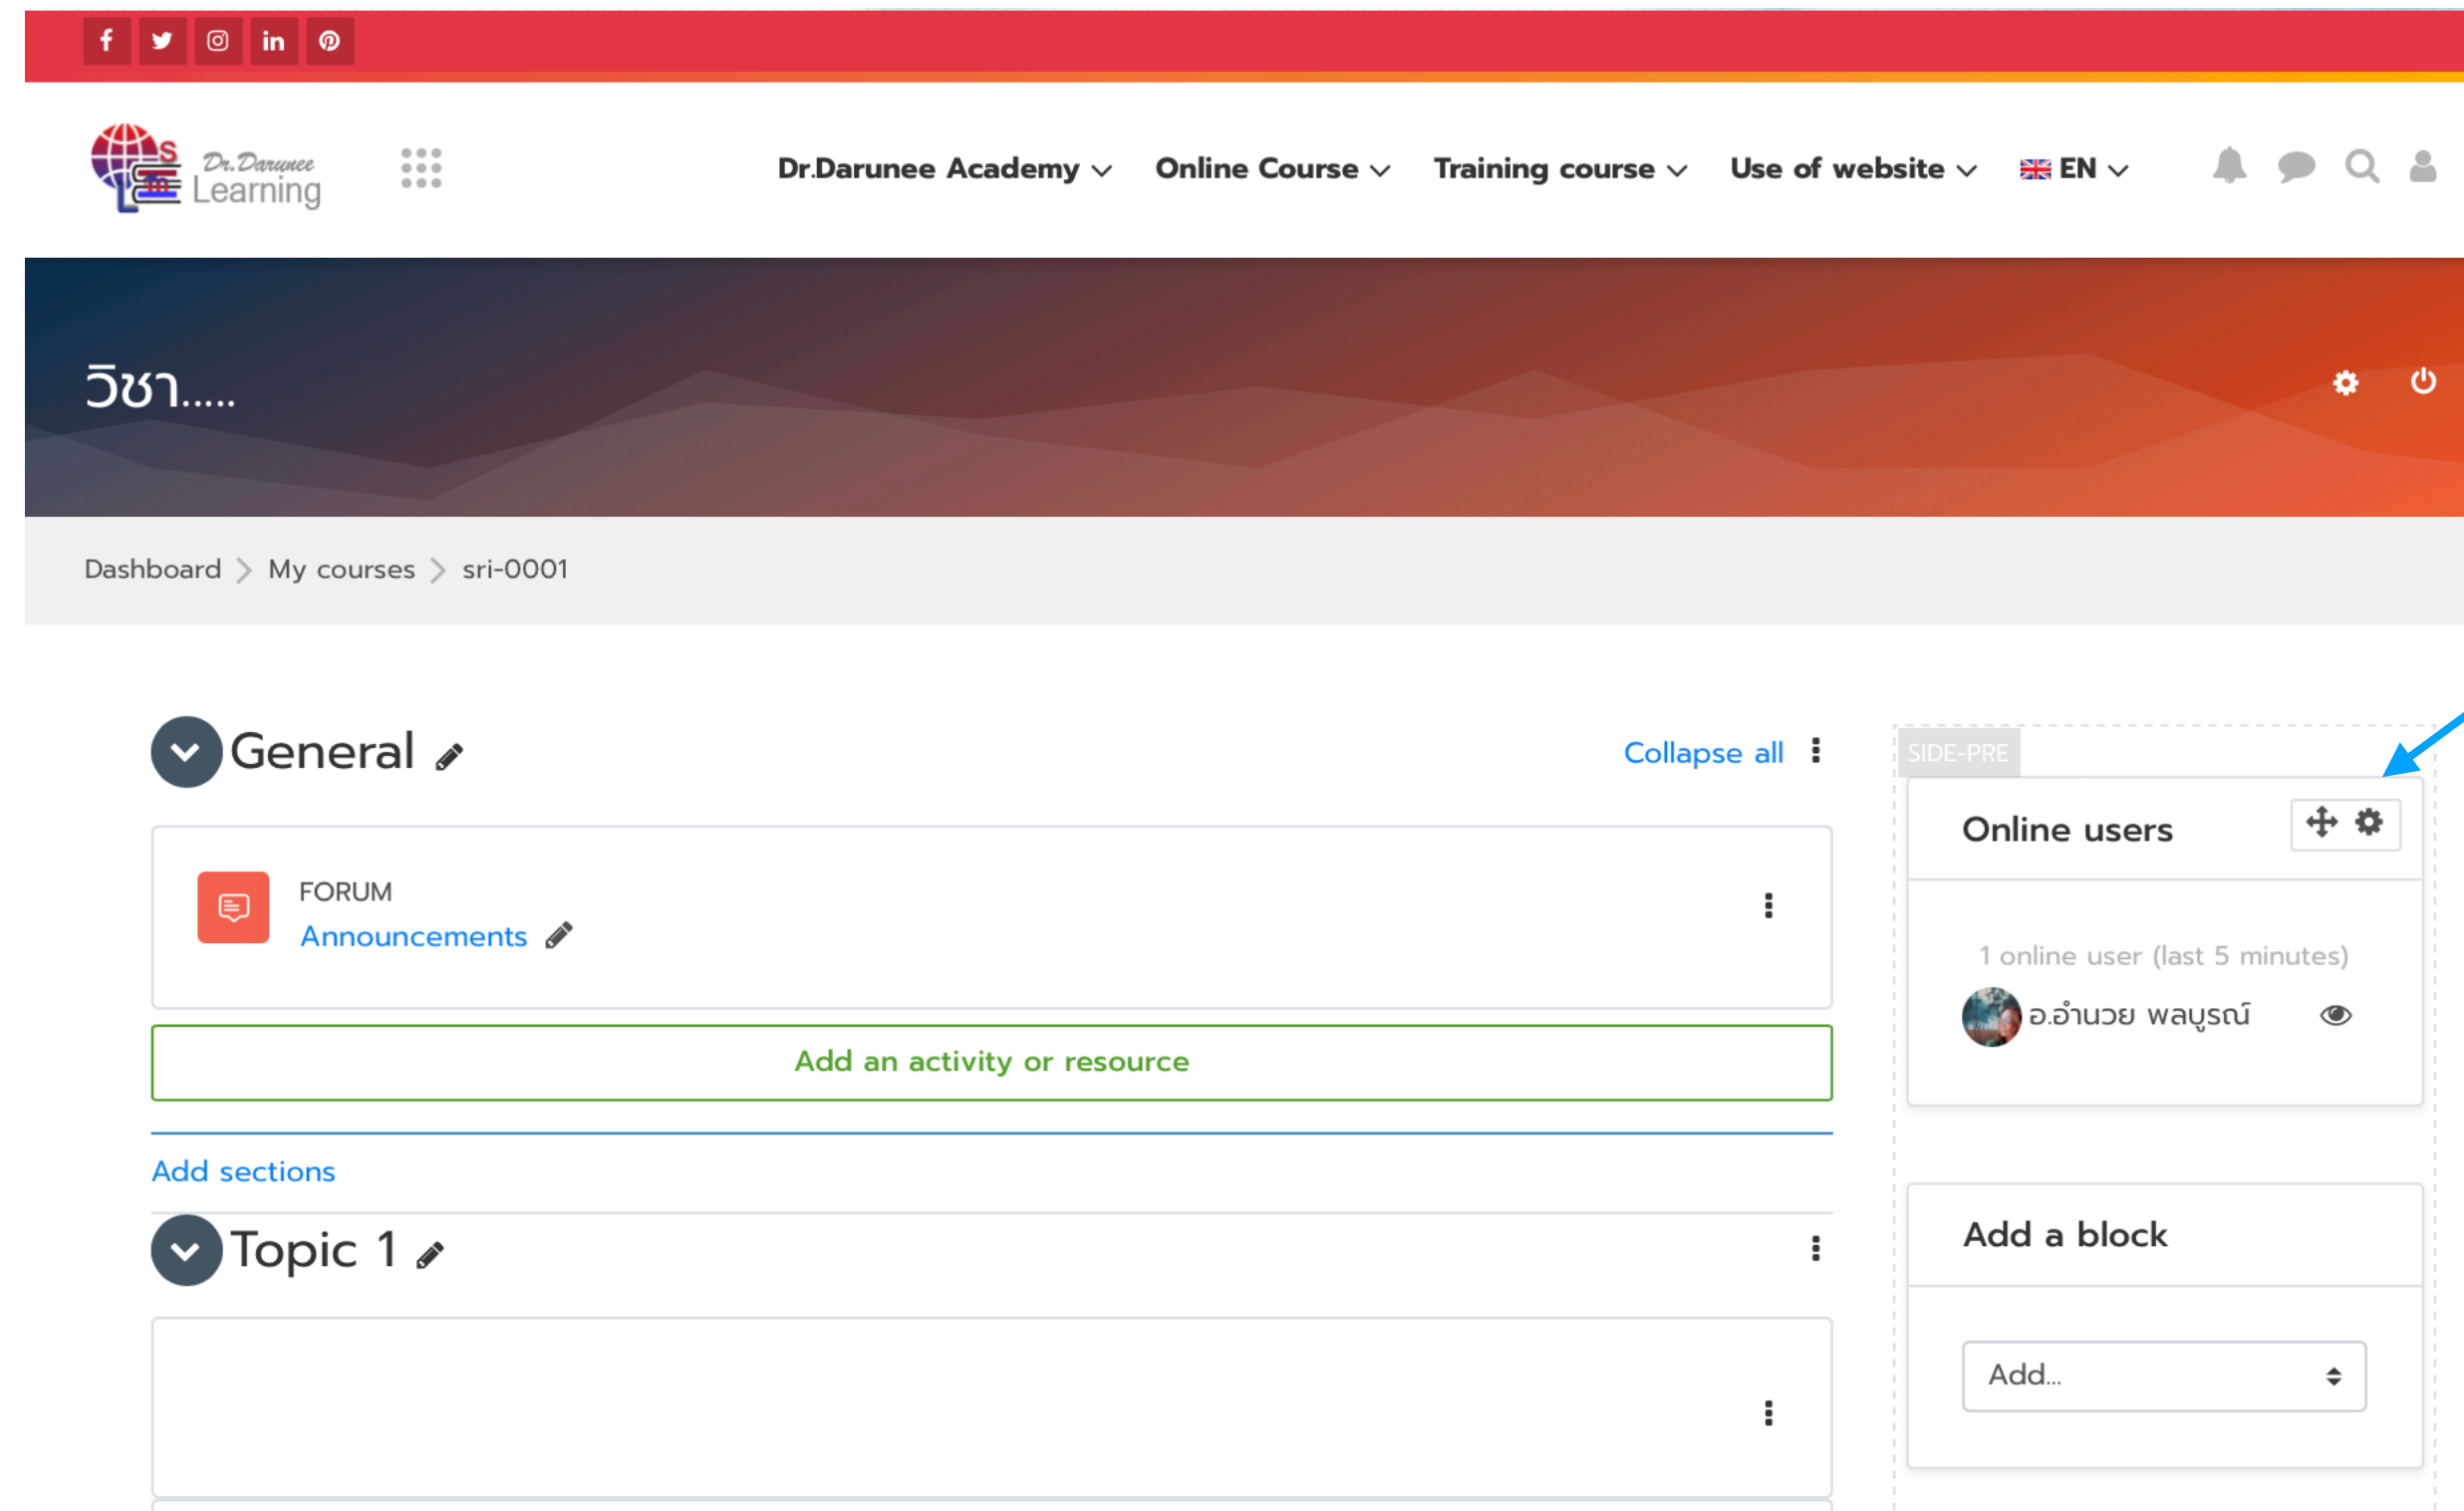 S
Dr.Darunee
m Learning
L
Dr.Darunee Academy Online Course Training course Use of website EN
วิชา.....
Dashboard > My courses > sri-0001
General
Collapse all
FORUM
Announcements
Add an activity or resource
Add sections
Topic 1
SIDE-PRE
Online users
1 online user (last 5 minutes)
อ.อำนวย พลบูรณ์
Add a block
Add...